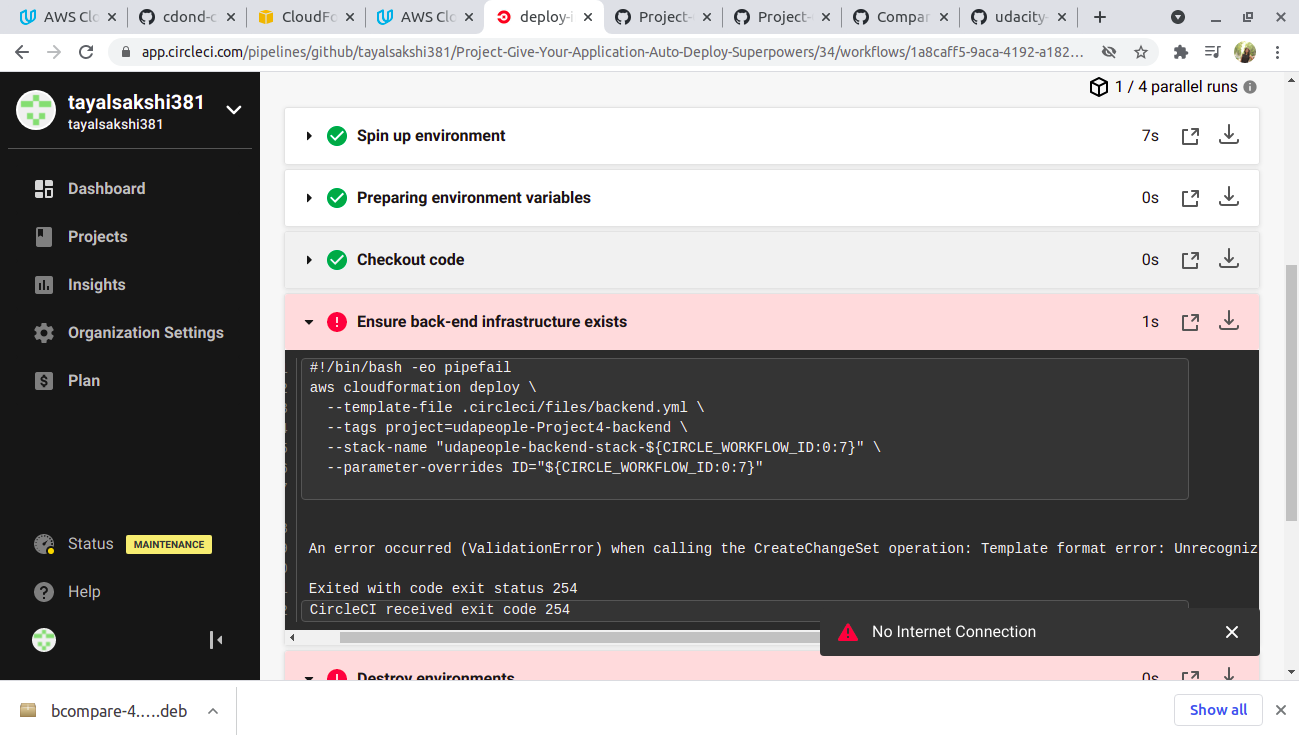 AWS Clo
cdond-c
CloudFo
AWS Clo
deploy-i
Project-
Project-
Compar
udacity-
app.circleci.com/pipelines/github/tayalsakshi381/Project-Give-Your-Application-Auto-Deploy-Superpowers/34/workflows/1a8caff5-9aca-4192-a182...
tayalsakshi381
tayalsakshi381
Dashboard
Projects
Insights
Organization Settings
Plan
Status MAINTENANCE
Help
1 / 4 parallel runs
Spin up environment 7s
Preparing environment variables 0s
Checkout code 0s
Ensure back-end infrastructure exists 1s
#!/bin/bash -eo pipefail
aws cloudformation deploy \
--template-file .circleci/files/backend.yml \
--tags project=udapeople-Project4-backend \
--stack-name "udapeople-backend-stack-${CIRCLE_WORKFLOW_ID:0:7}" \
--parameter-overrides ID="${CIRCLE_WORKFLOW_ID:0:7}"
An error occurred (ValidationError) when calling the CreateChangeSet operation: Template format error: Unrecogniz
Exited with code exit status 254
CircleCI received exit code 254
No Internet Connection
Destroy environments 0s
bcompare-4.....deb
Show all